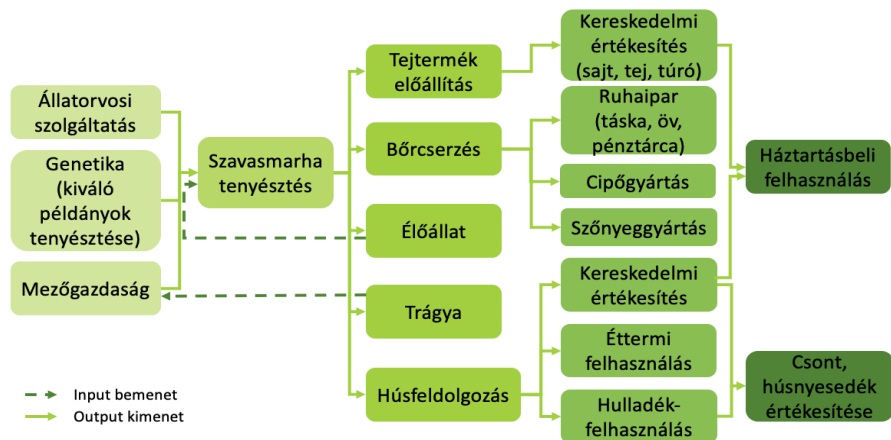 Állatorvosi
szolgáltatás
Genetika
(kiváló
példányok
tenyésztése)
Mezőgazdaság
Szavasmarha
tenyésztés
Tejtermék
előállítás
Bőrcserzés
Élőállat
Trágya
Húsfeldolgozás
Kereskedelmi
értékesítés
(sajt, tej, túró)
Ruhaipar
(táska, öv,
pénztárca)
Cipőgyártás
Szőnyeggyártás
Kereskedelmi
értékesítés
Éttermi
felhasználás
Hulladék-
felhasználás
Háztartásbeli
felhasználás
Csont,
húsnyesedék
értékesítése
Input bemenet
Output kimenet